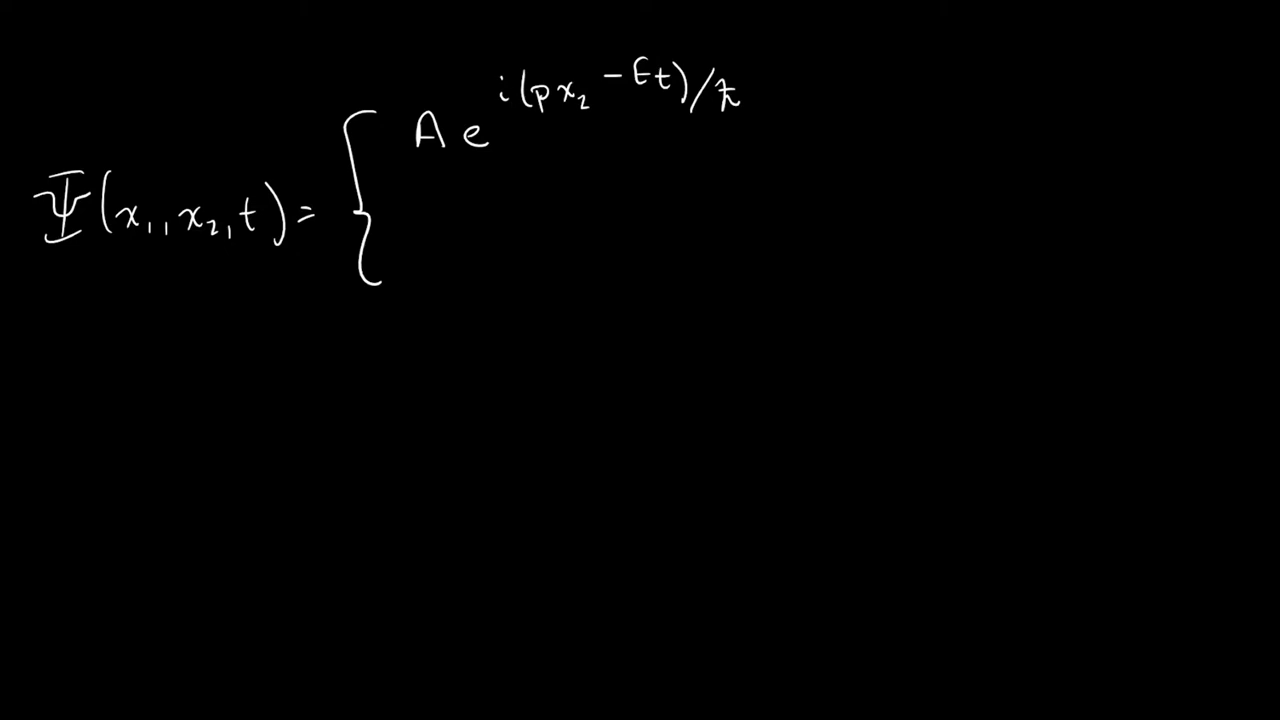 Ψ(x₁, x₂, t) = { A e^{i(px₂ − Et)/ħ}